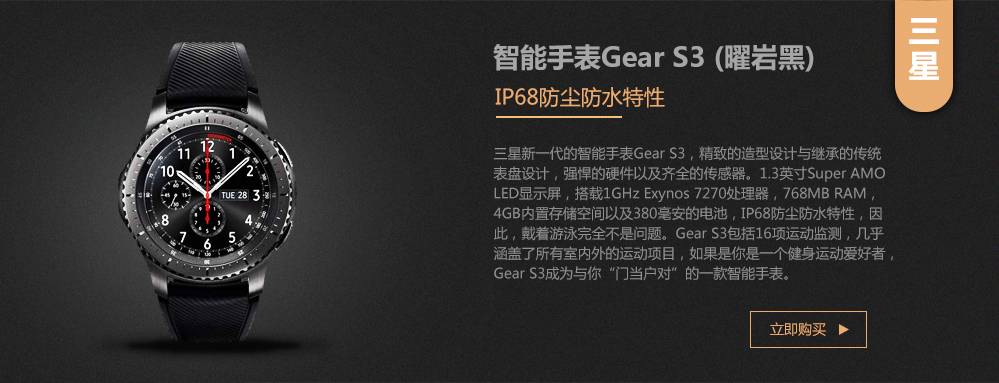 三星
智能手表Gear S3 (曜岩黑)
IP68防尘防水特性
三星新一代的智能手表Gear S3，精致的造型设计与继承的传统
表盘设计，强悍的硬件以及齐全的传感器。1.3英寸Super AMO
LED显示屏，搭载1GHz Exynos 7270处理器，768MB RAM，
4GB内置存储空间以及380毫安的电池，IP68防尘防水特性，因
此，戴着游泳完全不是问题。Gear S3包括16项运动监测，几乎
涵盖了所有室内外的运动项目，如果是你是一个健身运动爱好者，
Gear S3成为与你“门当户对”的一款智能手表。
立即购买
12
1
2
3
4
5
6
7
8
9
10
11
TUE 28